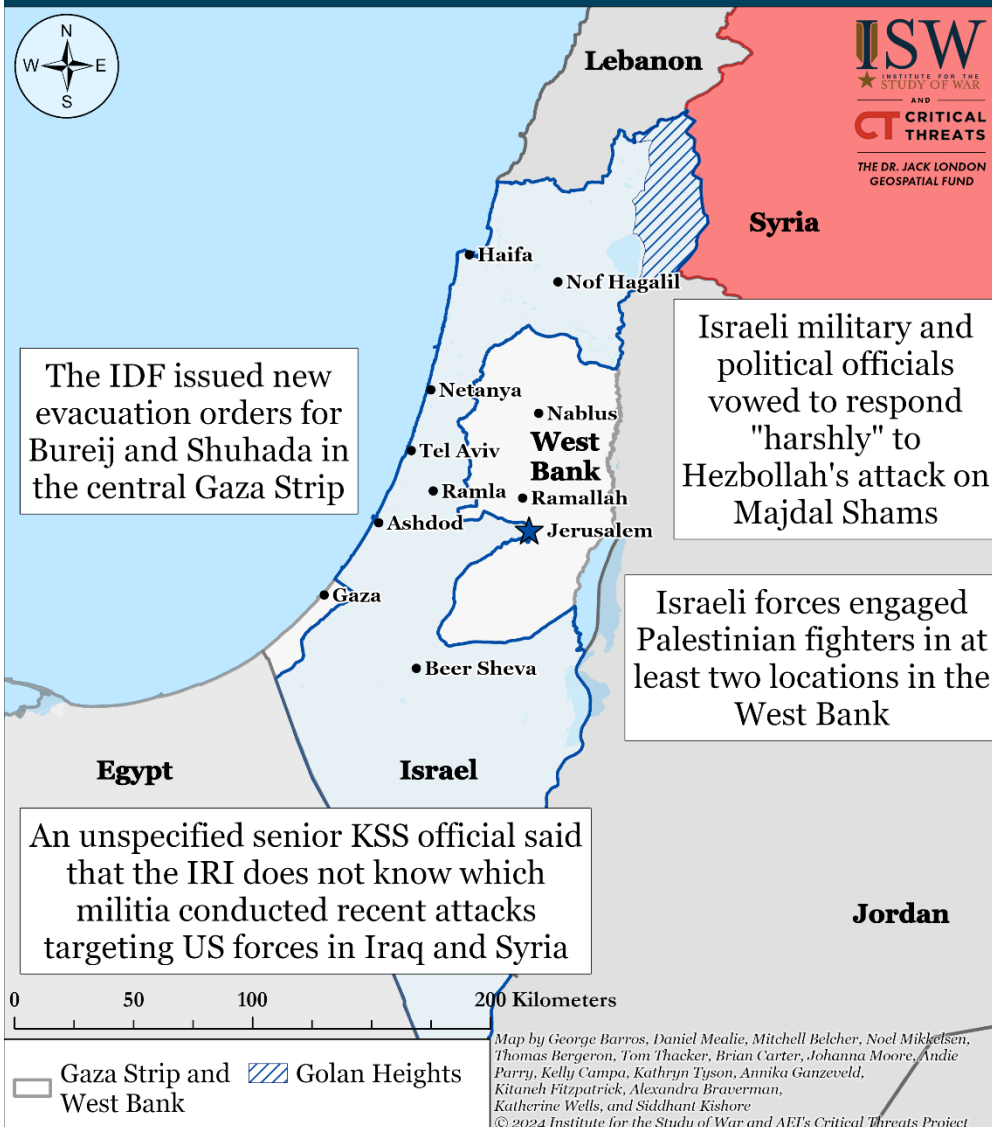 N
W
E
S
Lebanon
ISW
INSTITUTE FOR THE
STUDY OF WAR
AND
CT CRITICAL
THREATS
THE DR. JACK LONDON
GEOSPATIAL FUND
Syria
Haifa
Nof Hagalil
Israeli military and
political officials
vowed to respond
"harshly" to
Hezbollah's attack on
Majdal Shams
The IDF issued new
evacuation orders for
Bureij and Shuhada in
the central Gaza Strip
Netanya
Nablus
West
Bank
Tel Aviv
Ramla
Ramallah
Ashdod
Jerusalem
Gaza
Israeli forces engaged
Palestinian fighters in at
least two locations in the
West Bank
Beer Sheva
Egypt
Israel
An unspecified senior KSS official said
that the IRI does not know which
militia conducted recent attacks
targeting US forces in Iraq and Syria
Jordan
0 50 100 200 Kilometers
Gaza Strip and
West Bank
Golan Heights
Map by George Barros, Daniel Mealie, Mitchell Belcher, Noel Mikkelsen,
Thomas Bergeron, Tom Thacker, Brian Carter, Johanna Moore, Andie
Parry, Kelly Campa, Kathryn Tyson, Annika Ganzeveld,
Kitaneh Fitzpatrick, Alexandra Braverman,
Katherine Wells, and Siddhant Kishore
© 2024 Institute for the Study of War and AEI's Critical Threats Project